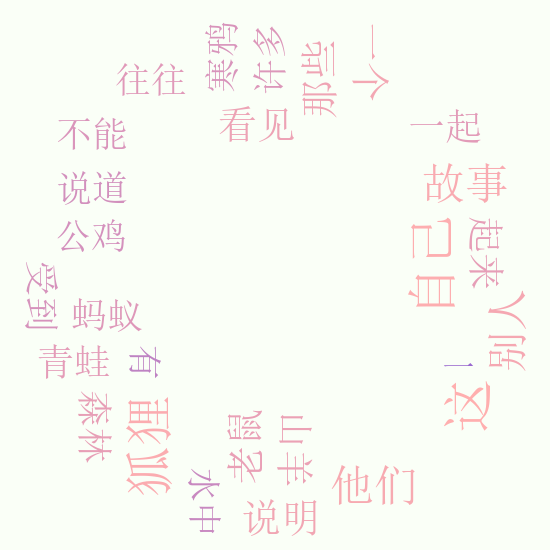 寒鸦
许多
那些
一个
往往
看见
不能
一起
说道
故事
公鸡
自己
起来
受到
蚂蚁
别人
青蛙
有
一
这
森林
狐狸
老鼠
山羊
水中
说明
他们